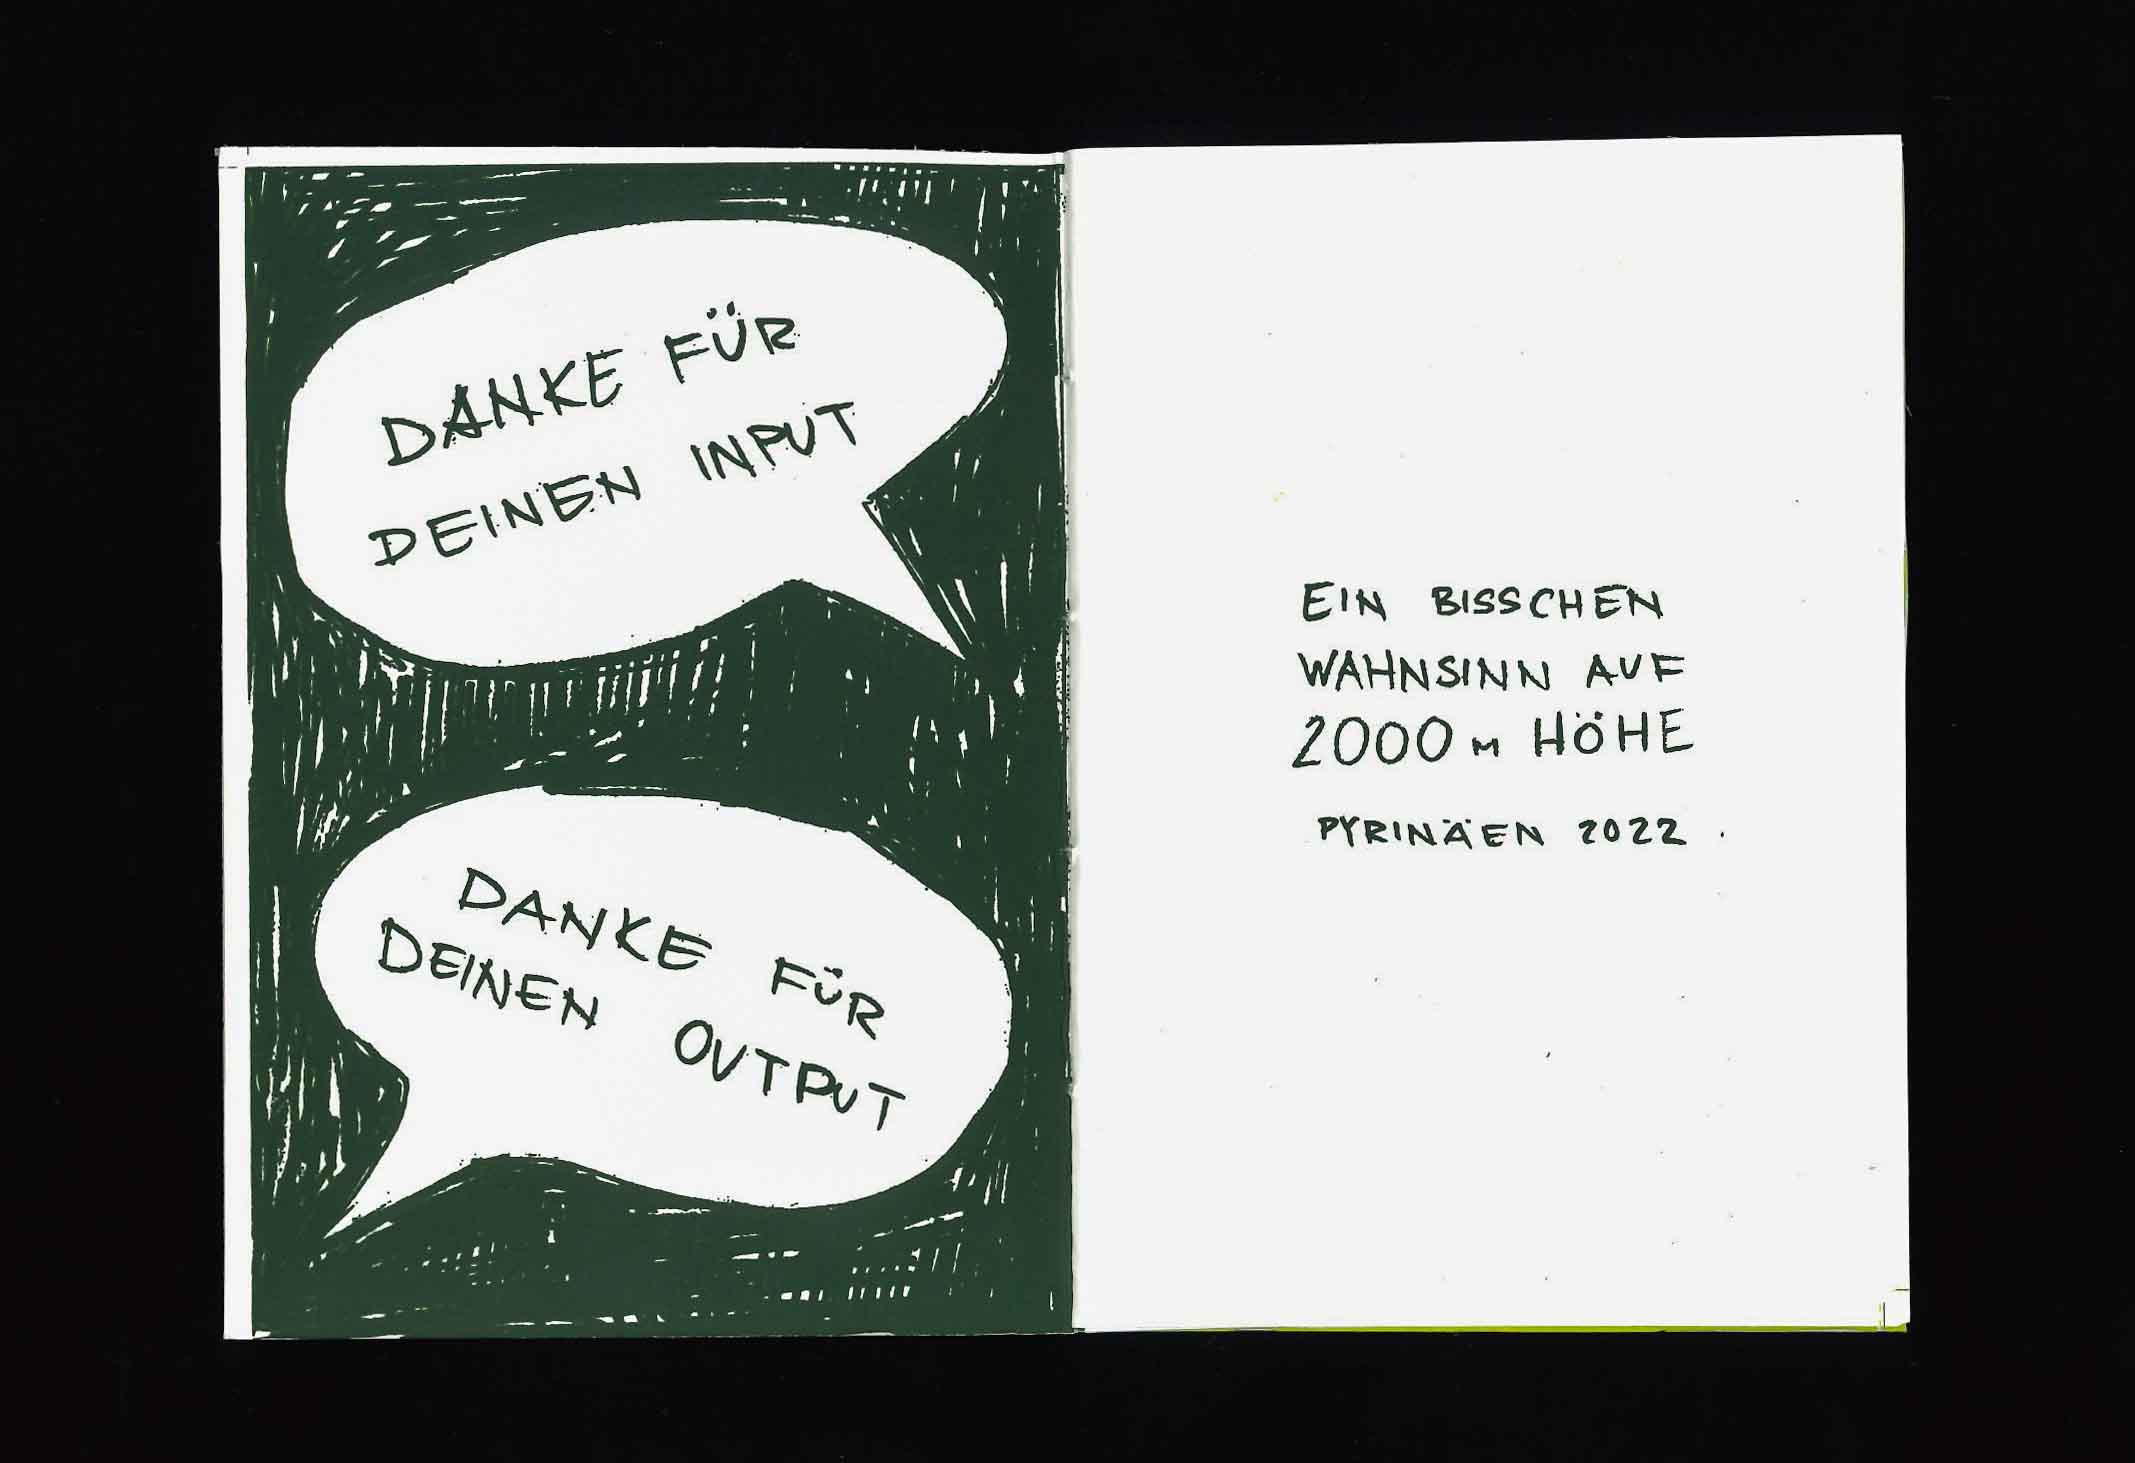 DANKE FÜR
DEINEN INPUT
DANKE FÜR
DEINEN OUTPUT
EIN BISSCHEN
WAHNSINN AUF
2000 M HÖHE
PYRINÄEN 2022